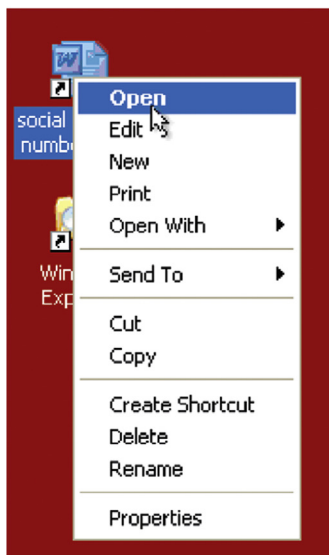 social
numb
Win
Exp
Open
Edit
New
Print
Open With
Send To
Cut
Copy
Create Shortcut
Delete
Rename
Properties